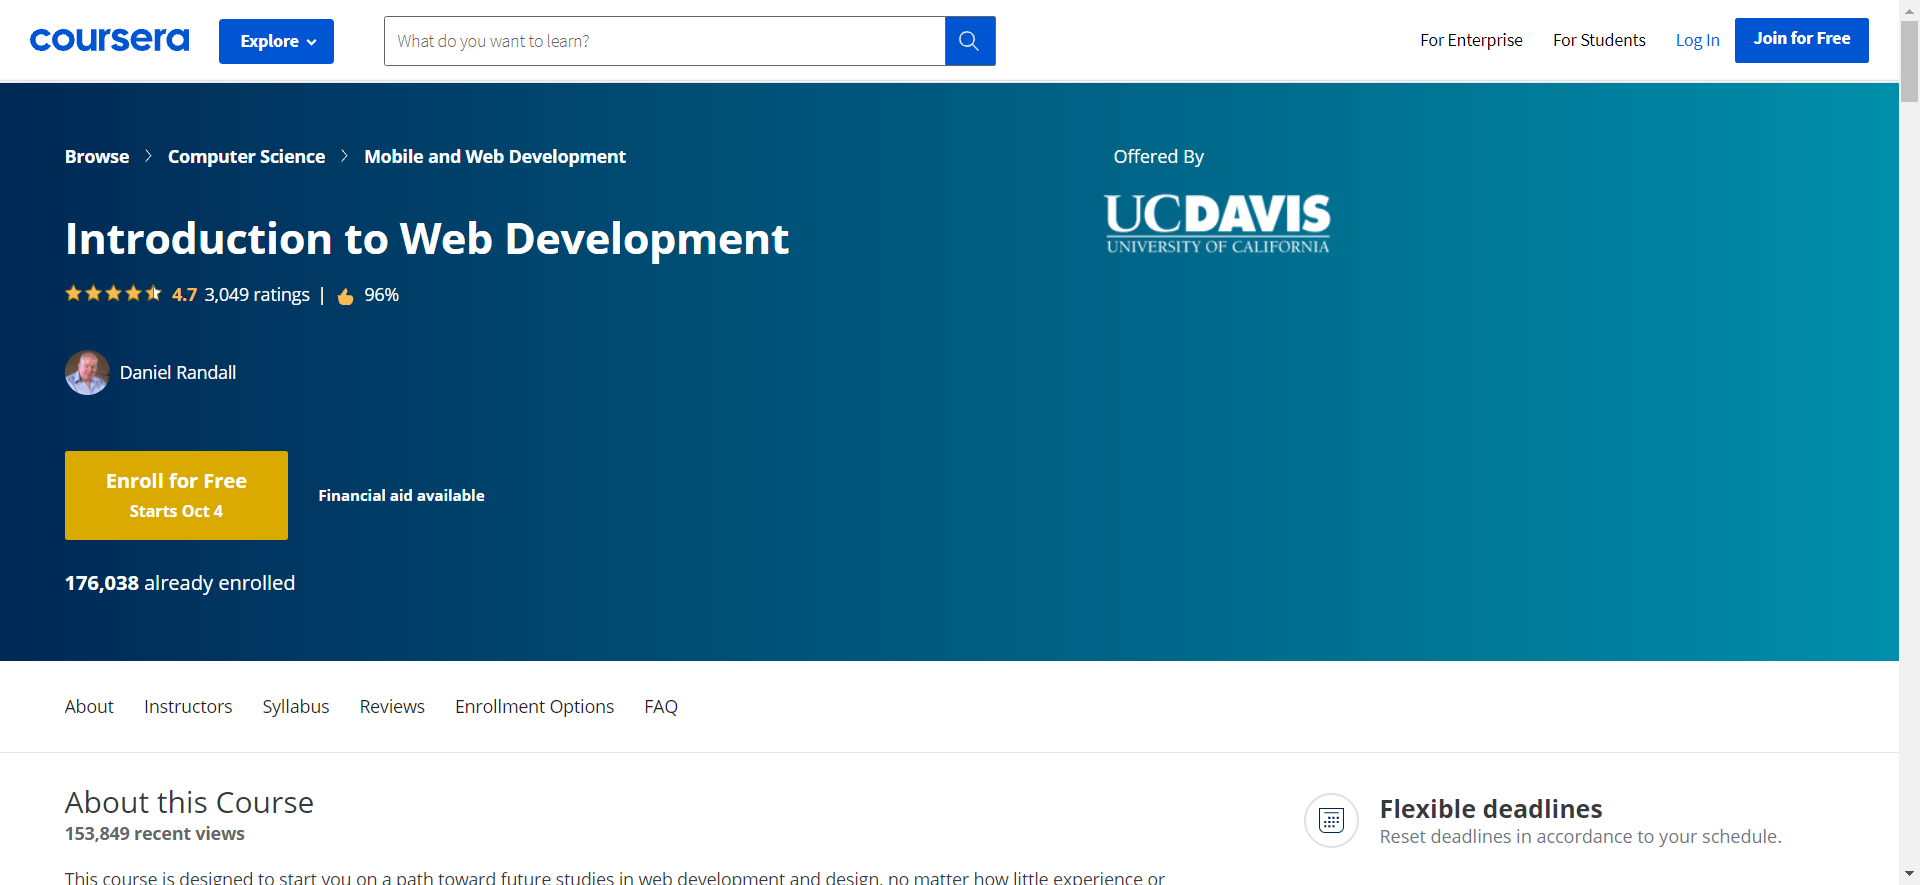 coursera
Explore
What do you want to learn?
For Enterprise
For Students
Log In
Join for Free
Browse
Computer Science
Mobile and Web Development
Offered By
UCDAVIS
UNIVERSITY OF CALIFORNIA
Introduction to Web Development
4.7 3,049 ratings | 96%
Daniel Randall
Enroll for Free
Starts Oct 4
Financial aid available
176,038 already enrolled
About
Instructors
Syllabus
Reviews
Enrollment Options
FAQ
About this Course
153,849 recent views
Flexible deadlines
Reset deadlines in accordance to your schedule.
This course is designed to start you on a path toward future studies in web development and design, no matter how little experience or